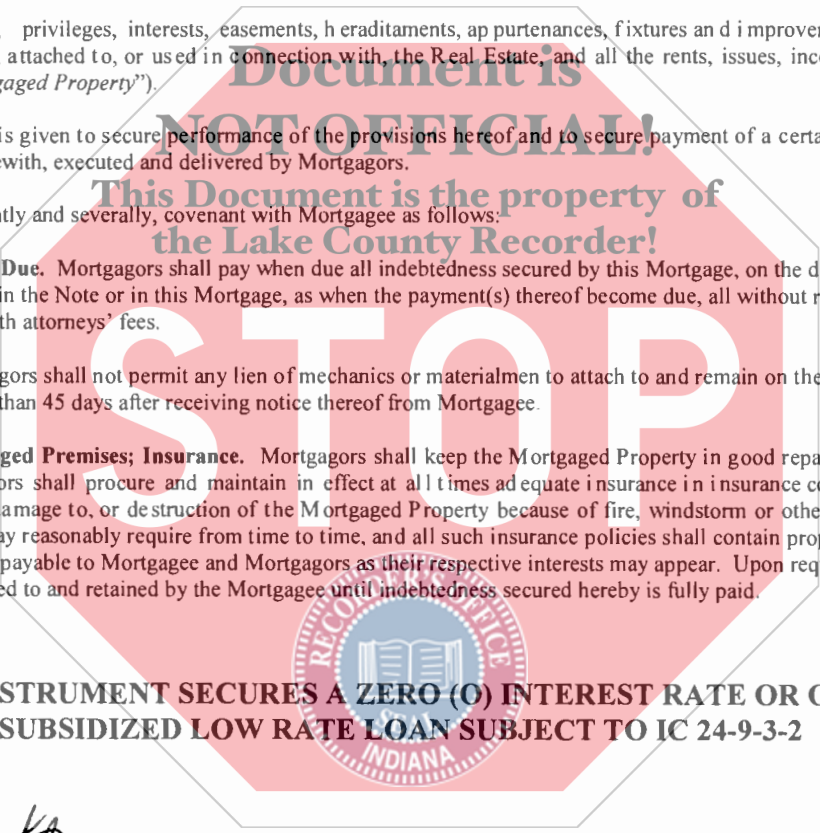 privileges, interests, easements, h eraditaments, ap purtenances, f ixtures an d i mprovem
attached to, or used in connection with, the Real Estate, and all the rents, issues, inco
gaged Property”).
Document is
NOT OFFICIAL!
This Document is the property of
the Lake County Recorder!
STOP
is given to secure performance of the provisions hereof and to secure payment of a certa
ewith, executed and delivered by Mortgagors.
tly and severally, covenant with Mortgagee as follows:
Due. Mortgagors shall pay when due all indebtedness secured by this Mortgage, on the d
in the Note or in this Mortgage, as when the payment(s) thereof become due, all without r
th attorneys’ fees.
gors shall not permit any lien of mechanics or materialmen to attach to and remain on the
than 45 days after receiving notice thereof from Mortgagee.
ged Premises; Insurance. Mortgagors shall keep the Mortgaged Property in good repa
ors shall procure and maintain in effect at al l t imes ad equate i nsurance i n i nsurance co
amage to, or de struction of the M ortgaged P roperty because of fire, windstorm or othe
ay reasonably require from time to time, and all such insurance policies shall contain prop
payable to Mortgagee and Mortgagors as their respective interests may appear. Upon req
ed to and retained by the Mortgagee until indebtedness secured hereby is fully paid.
RECORDER'S OFFICE
SEAL
INDIANA
STRUMENT SECURES A ZERO (O) INTEREST RATE OR O
SUBSIDIZED LOW RATE LOAN SUBJECT TO IC 24-9-3-2